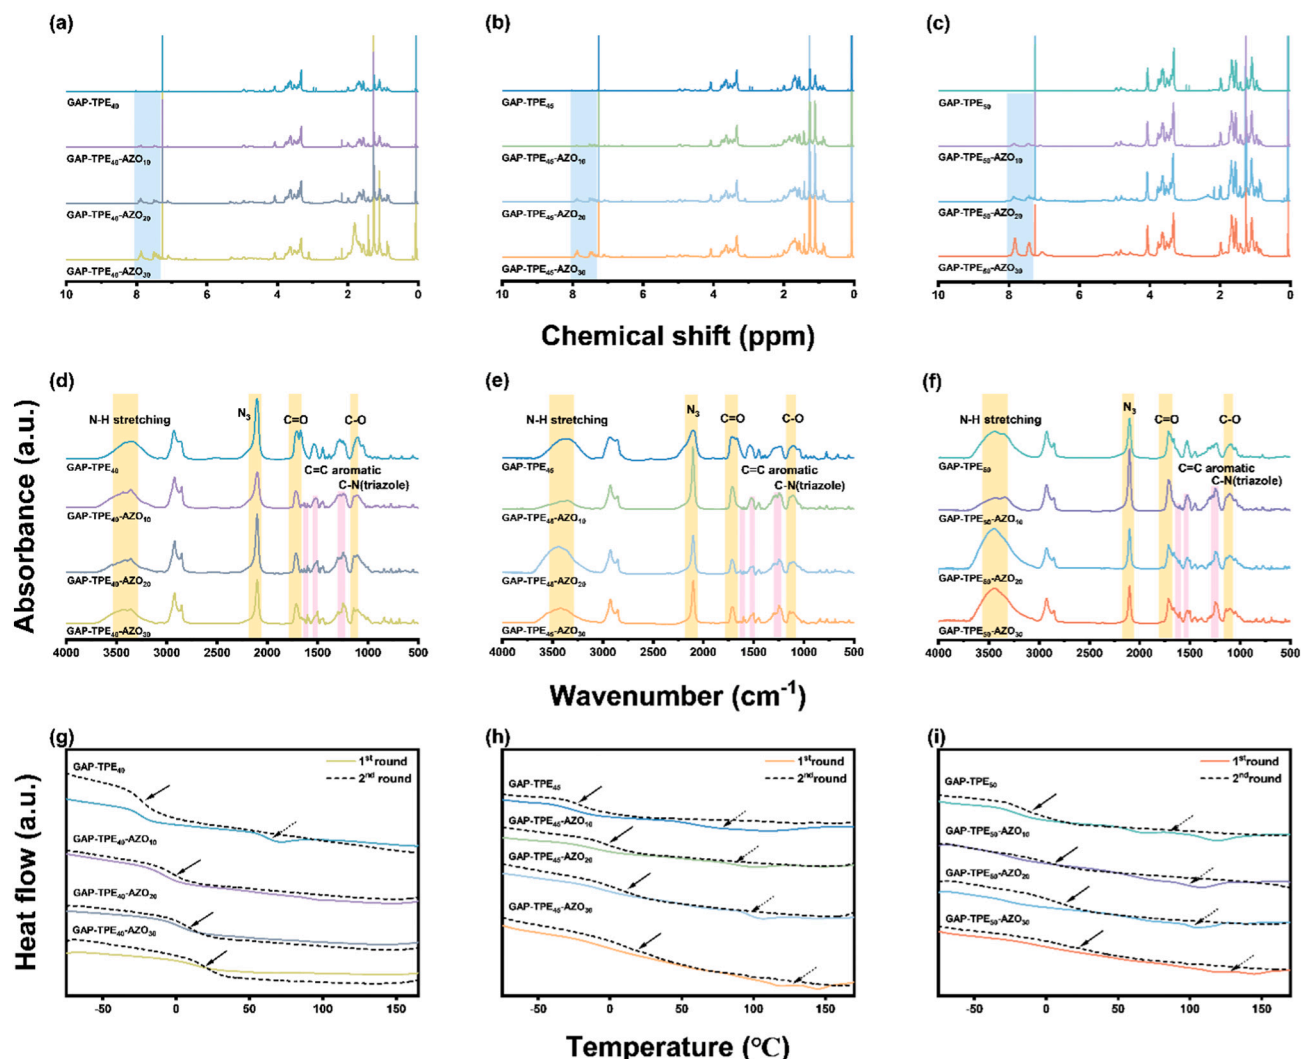 (a)
GAP-TPE40
GAP-TPE40-AZO10
GAP-TPE40-AZO20
GAP-TPE40-AZO30
10 8 6 4 2 0
(b)
GAP-TPE45
GAP-TPE45-AZO10
GAP-TPE45-AZO20
GAP-TPE45-AZO30
10 8 6 4 2 0
(c)
GAP-TPE50
GAP-TPE50-AZO10
GAP-TPE50-AZO20
GAP-TPE50-AZO30
10 8 6 4 2 0
Chemical shift (ppm)
Absorbance (a.u.)
(d)
N-H stretching
N3
C=O
C-O
GAP-TPE40
C=C aromatic
C-N(triazole)
GAP-TPE40-AZO10
GAP-TPE40-AZO20
GAP-TPE40-AZO30
4000 3500 3000 2500 2000 1500 1000 500
(e)
N-H stretching
N3
C=O
C-O
GAP-TPE45
C=C aromatic
C-N(triazole)
GAP-TPE45-AZO10
GAP-TPE45-AZO20
GAP-TPE45-AZO30
4000 3500 3000 2500 2000 1500 1000 500
(f)
N-H stretching
N3
C=O
C-O
GAP-TPE50
C=C aromatic
C-N(triazole)
GAP-TPE50-AZO10
GAP-TPE50-AZO20
GAP-TPE50-AZO30
4000 3500 3000 2500 2000 1500 1000 500
Wavenumber (cm-1)
Heat flow (a.u.)
(g)
1st round
2nd round
GAP-TPE40
GAP-TPE40-AZO10
GAP-TPE40-AZO20
GAP-TPE40-AZO30
-50 0 50 100 150
(h)
1st round
2nd round
GAP-TPE45
GAP-TPE45-AZO10
GAP-TPE45-AZO20
GAP-TPE45-AZO30
-50 0 50 100 150
(i)
1st round
2nd round
GAP-TPE50
GAP-TPE50-AZO10
GAP-TPE50-AZO20
GAP-TPE50-AZO30
-50 0 50 100 150
Temperature (℃)